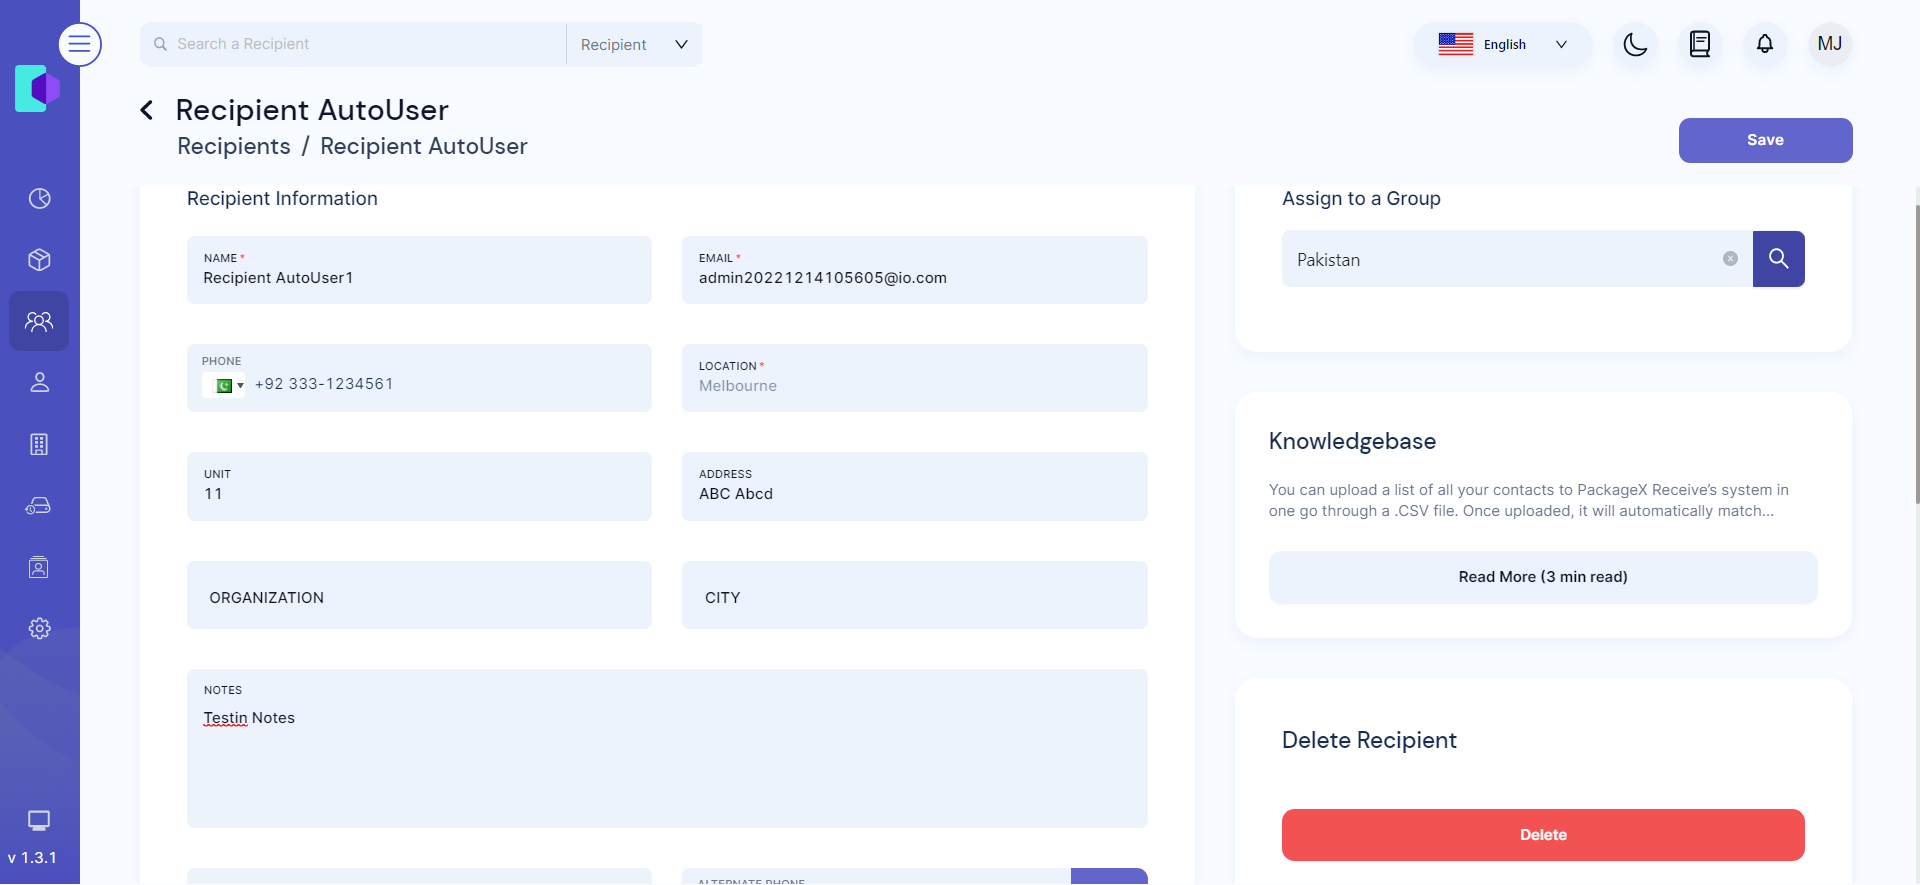 Search a Recipient
Recipient
English
MJ
Recipient AutoUser
Recipients / Recipient AutoUser
Save
Recipient Information
NAME *
Recipient AutoUser1
EMAIL *
admin20221214105605@io.com
PHONE
+92 333-1234561
LOCATION *
Melbourne
UNIT
11
ADDRESS
ABC Abcd
ORGANIZATION
CITY
NOTES
Testin Notes
ALTERNATE PHONE
Assign to a Group
Pakistan
Knowledgebase
You can upload a list of all your contacts to PackageX Receive’s system in
one go through a .CSV file. Once uploaded, it will automatically match...
Read More (3 min read)
Delete Recipient
Delete
v 1.3.1